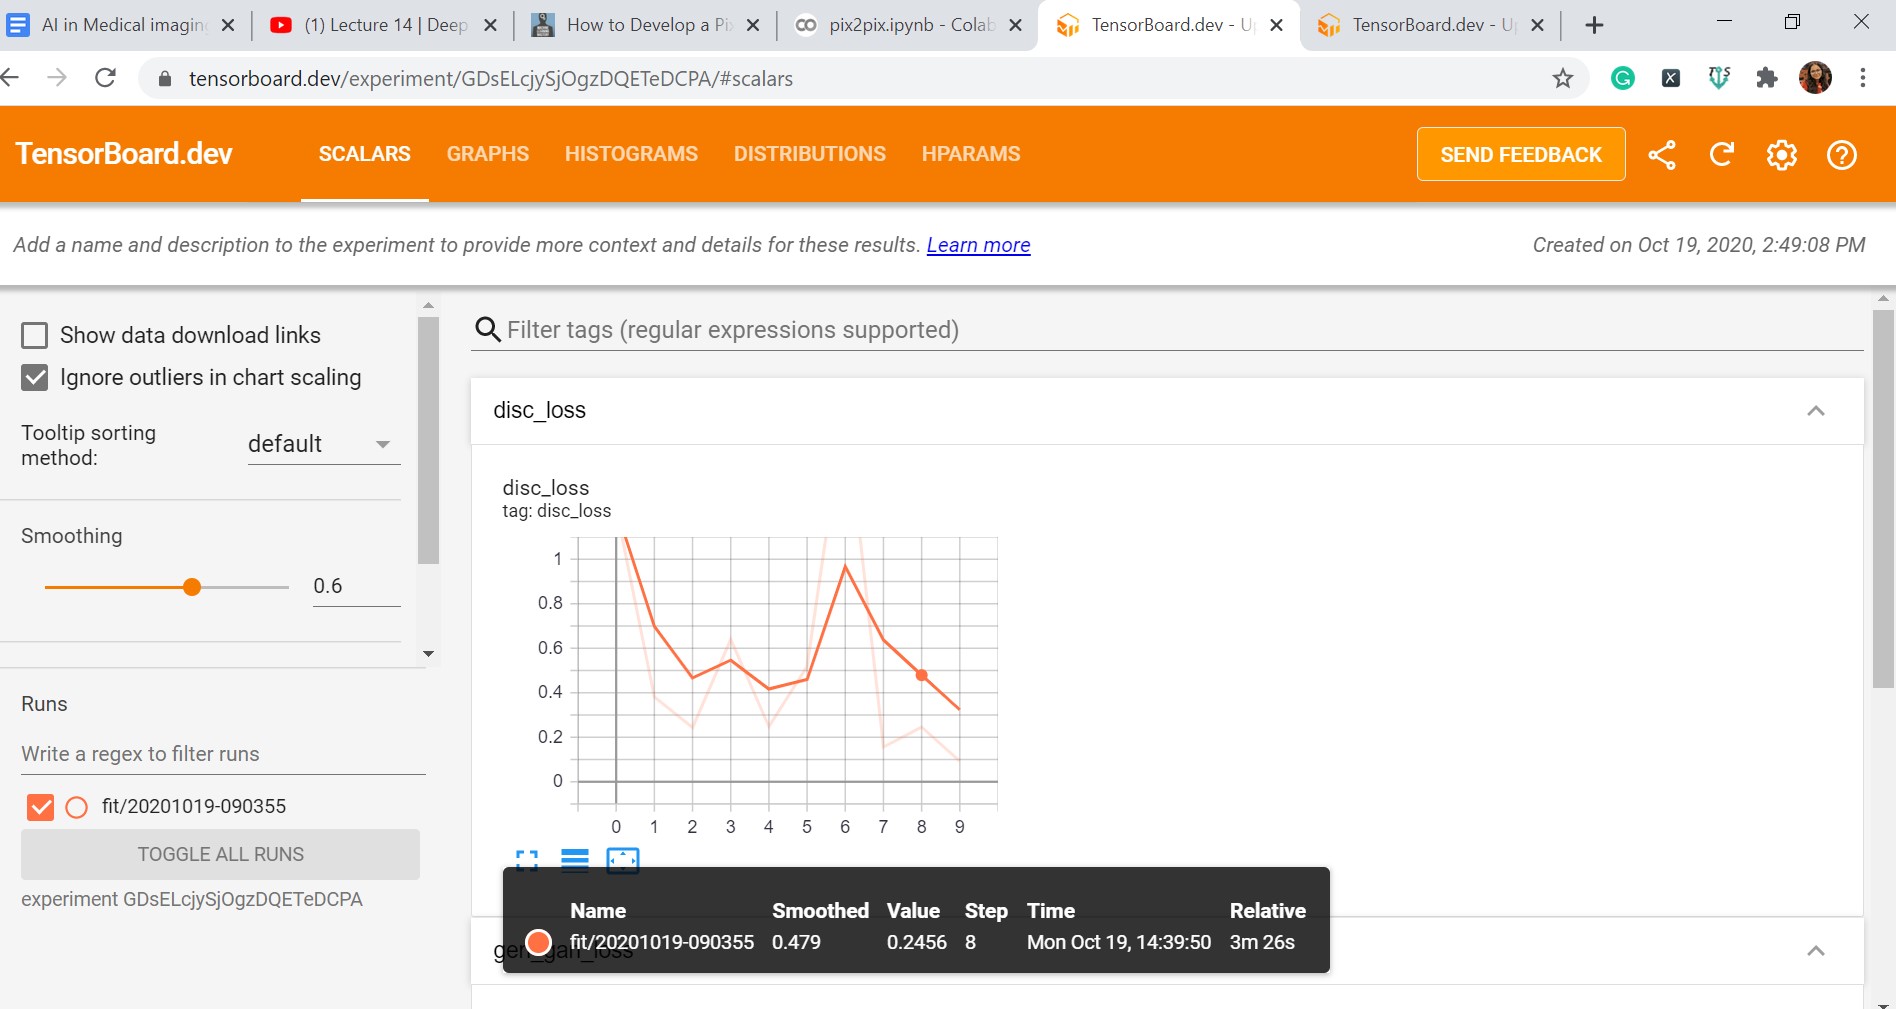 AI in Medical imaging
(1) Lecture 14 | Deep
How to Develop a Pix
pix2pix.ipynb - Colab
TensorBoard.dev - Up
TensorBoard.dev - Up
tensorboard.dev/experiment/GDsELcjySjOgzDQETeDCPA/#scalars
TensorBoard.dev
SCALARS
GRAPHS
HISTOGRAMS
DISTRIBUTIONS
HPARAMS
SEND FEEDBACK
Add a name and description to the experiment to provide more context and details for these results. Learn more
Created on Oct 19, 2020, 2:49:08 PM
Show data download links
Ignore outliers in chart scaling
Tooltip sorting
method:
default
Smoothing
0.6
Runs
Write a regex to filter runs
fit/20201019-090355
TOGGLE ALL RUNS
experiment GDsELcjySjOgzDQETeDCPA
Filter tags (regular expressions supported)
disc_loss
disc_loss
tag: disc_loss
1
0.8
0.6
0.4
0.2
0
0 1 2 3 4 5 6 7 8 9
Name Smoothed Value Step Time Relative
fit/20201019-090355 0.479 0.2456 8 Mon Oct 19, 14:39:50 3m 26s
gen_gan_loss